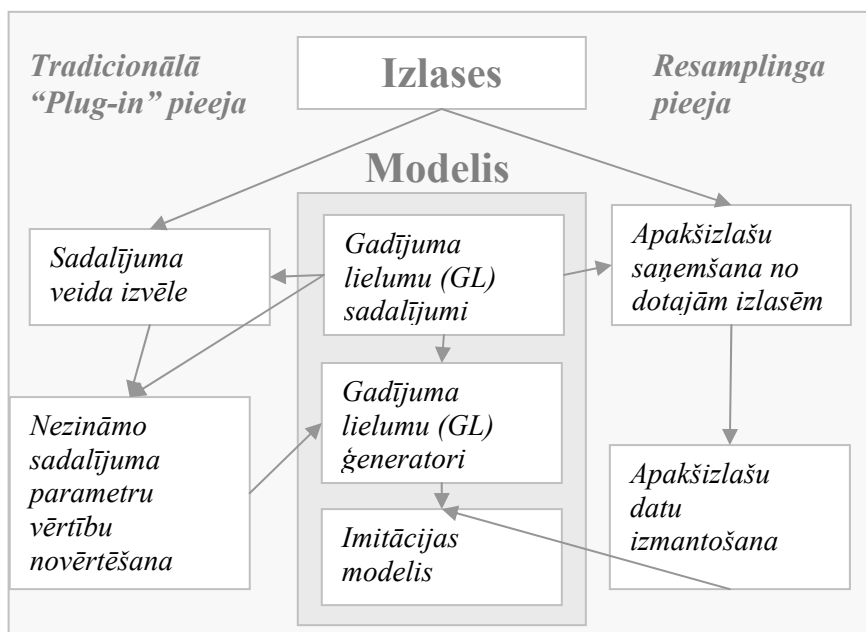 Tradicionālā
“Plug-in” pieeja
Izlases
Resamplinga
pieeja
Modelis
Sadalījuma
veida izvēle
Gadījuma
lielumu (GL)
sadalījumi
Apakšizlašu
saņemšana no
dotajām izlasēm
Nezināmo
sadalījuma
parametru
vērtību
novērtēšana
Gadījuma
lielumu (GL)
ģeneratori
Imitācijas
modelis
Apakšizlašu
datu
izmantošana